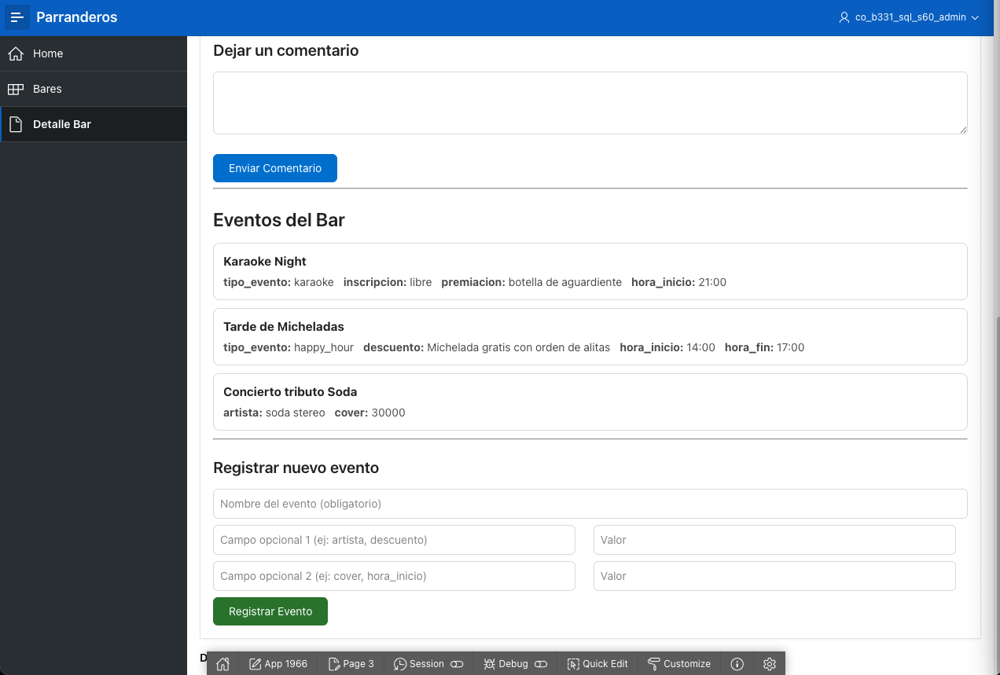 Parranderos
co_b331_sql_s60_admin
Home
Bares
Detalle Bar
Dejar un comentario
Enviar Comentario
Eventos del Bar
Karaoke Night
tipo_evento: karaoke inscripcion: libre premiacion: botella de aguardiente hora_inicio: 21:00
Tarde de Micheladas
tipo_evento: happy_hour descuento: Michelada gratis con orden de alitas hora_inicio: 14:00 hora_fin: 17:00
Concierto tributo Soda
artista: soda stereo cover: 30000
Registrar nuevo evento
Nombre del evento (obligatorio)
Campo opcional 1 (ej: artista, descuento) Valor
Campo opcional 2 (ej: cover, hora_inicio) Valor
Registrar Evento
App 1966 Page 3 Session Debug Quick Edit Customize